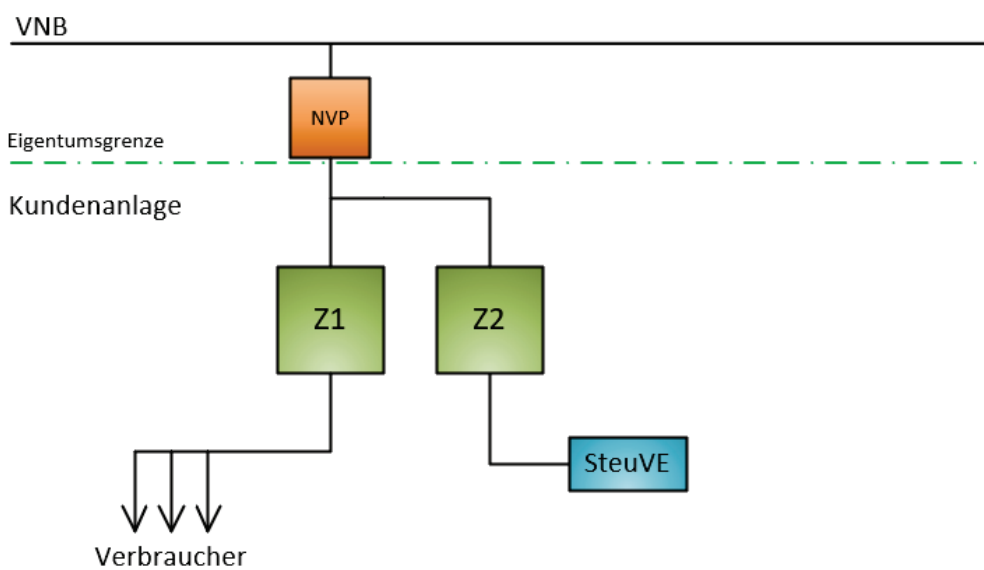 VNB
NVP
Eigentumsgrenze
Kundenanlage
Z1
Z2
SteuVE
Verbraucher